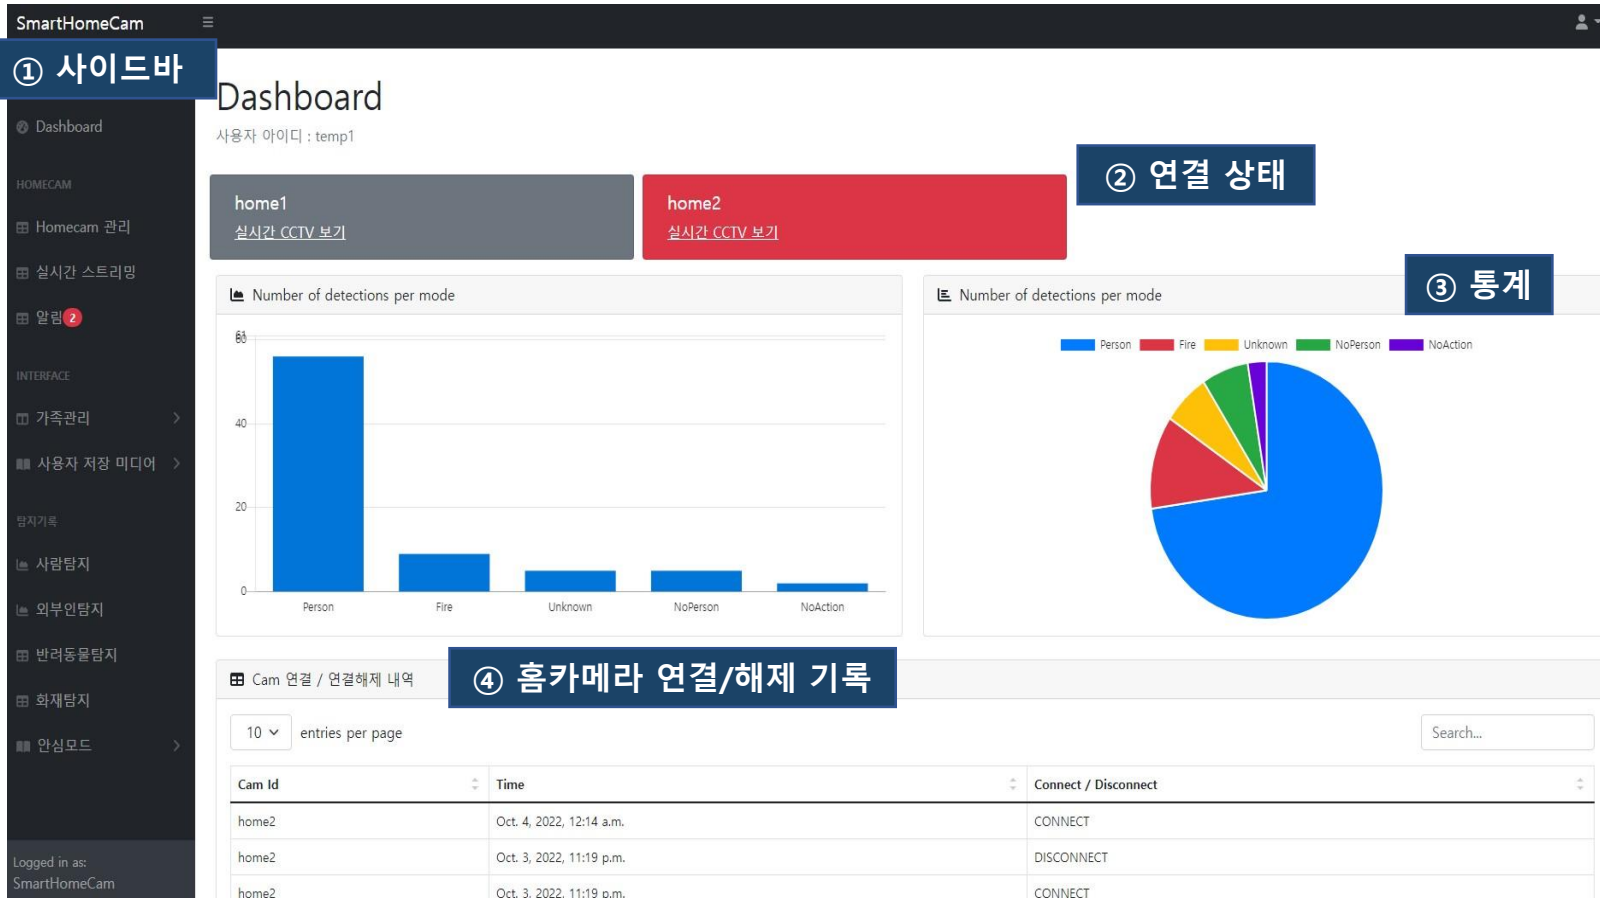 SmartHomeCam
① 사이드바
Dashboard
HOMECAM
Homecam 관리
실시간 스트리밍
알림 2
INTERFACE
가족관리
사용자 저장 미디어
탐지기록
사람탐지
외부인탐지
반려동물탐지
화재탐지
안심모드
Logged in as:
SmartHomeCam
Dashboard
사용자 아이디 : temp1
② 연결 상태
home1
실시간 CCTV 보기
home2
실시간 CCTV 보기
Number of detections per mode
61
60
40
20
0
Person Fire Unknown NoPerson NoAction
Number of detections per mode
③ 통계
Person Fire Unknown NoPerson NoAction
Cam 연결 / 연결해제 내역
④ 홈카메라 연결/해제 기록
10 entries per page
Search...
Cam Id Time Connect / Disconnect
home2 Oct. 4, 2022, 12:14 a.m. CONNECT
home2 Oct. 3, 2022, 11:19 p.m. DISCONNECT
home2 Oct. 3, 2022, 11:19 p.m. CONNECT